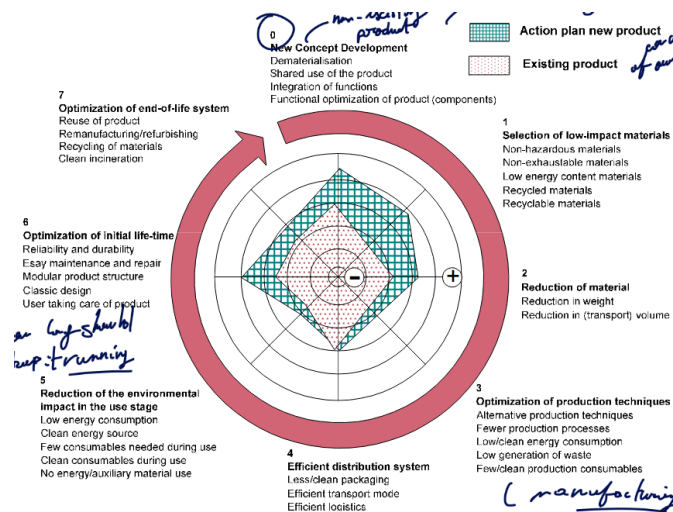 non-existing
product
0
New Concept Development
Dematerialisation
Shared use of the product
Integration of functions
Functional optimization of product (components)
Action plan new product
Existing product
7
Optimization of end-of-life system
Reuse of product
Remanufacturing/refurbishing
Recycling of materials
Clean incineration
1
Selection of low-impact materials
Non-hazardous materials
Non-exhaustable materials
Low energy content materials
Recycled materials
Recyclable materials
6
Optimization of initial life-time
Reliability and durability
Esay maintenance and repair
Modular product structure
Classic design
User taking care of product
-
+
2
Reduction of material
Reduction in weight
Reduction in (transport) volume
long should
keep it running
5
Reduction of the environmental
impact in the use stage
Low energy consumption
Clean energy source
Few consumables needed during use
Clean consumables during use
No energy/auxiliary material use
3
Optimization of production techniques
Alternative production techniques
Fewer production processes
Low/clean energy consumption
Low generation of waste
Few/clean production consumables
4
Efficient distribution system
Less/clean packaging
Efficient transport mode
Efficient logistics
(manufacturing